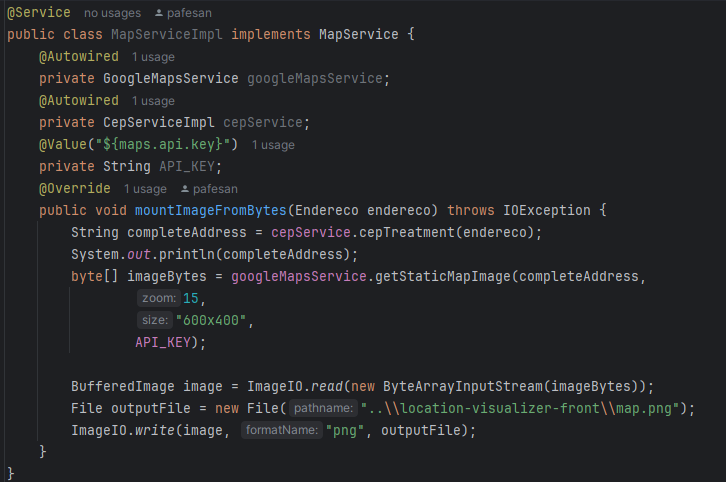 @Service no usages pafesan
public class MapServiceImpl implements MapService {
@Autowired 1 usage
private GoogleMapsService googleMapsService;
@Autowired 1 usage
private CepServiceImpl cepService;
@Value("${maps.api.key}") 1 usage
private String API_KEY;
@Override 1 usage pafesan
public void mountImageFromBytes(Endereco endereco) throws IOException {
String completeAddress = cepService.cepTreatment(endereco);
System.out.println(completeAddress);
byte[] imageBytes = googleMapsService.getStaticMapImage(completeAddress,
zoom: 15,
size: "600x400",
API_KEY);
BufferedImage image = ImageIO.read(new ByteArrayInputStream(imageBytes));
File outputFile = new File( pathname: "..\\location-visualizer-front\\map.png");
ImageIO.write(image, formatName: "png", outputFile);
}
}